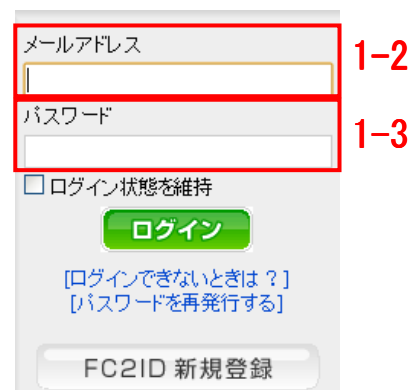 メールアドレス
1-2
パスワード
1-3
ログイン状態を維持
ログイン
[ログインできないときは？]
[パスワードを再発行する]
FC2ID 新規登録